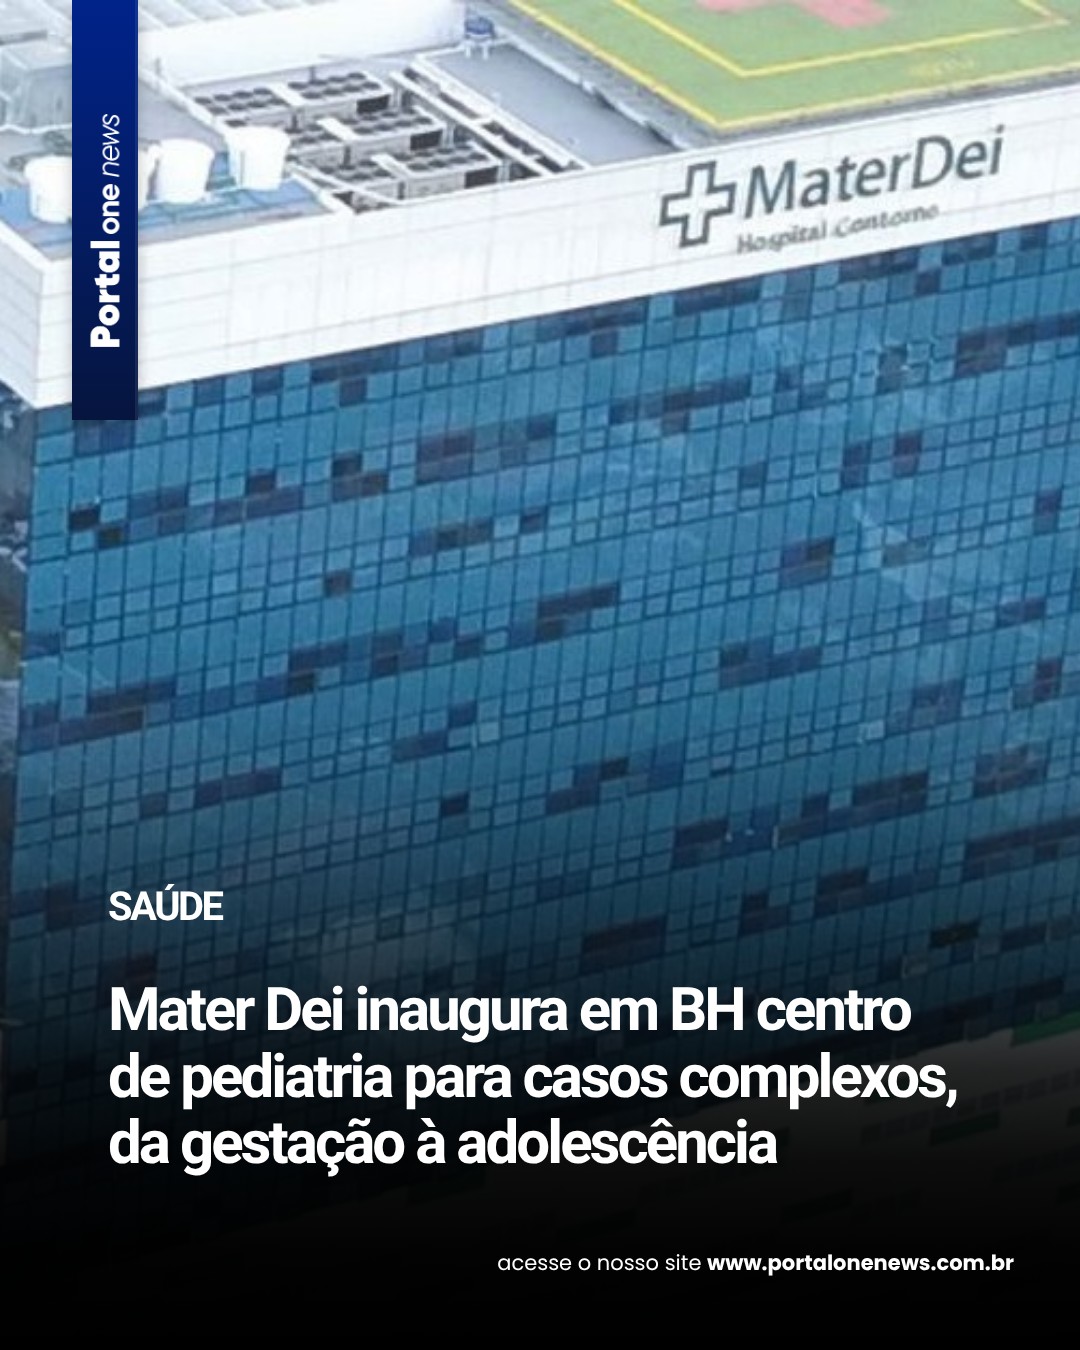 Portal one news
MaterDei
Hospital Contorno
SAÚDE
Mater Dei inaugura em BH centro
de pediatria para casos complexos,
da gestação à adolescência
acesse o nosso site www.portalonenews.com.br